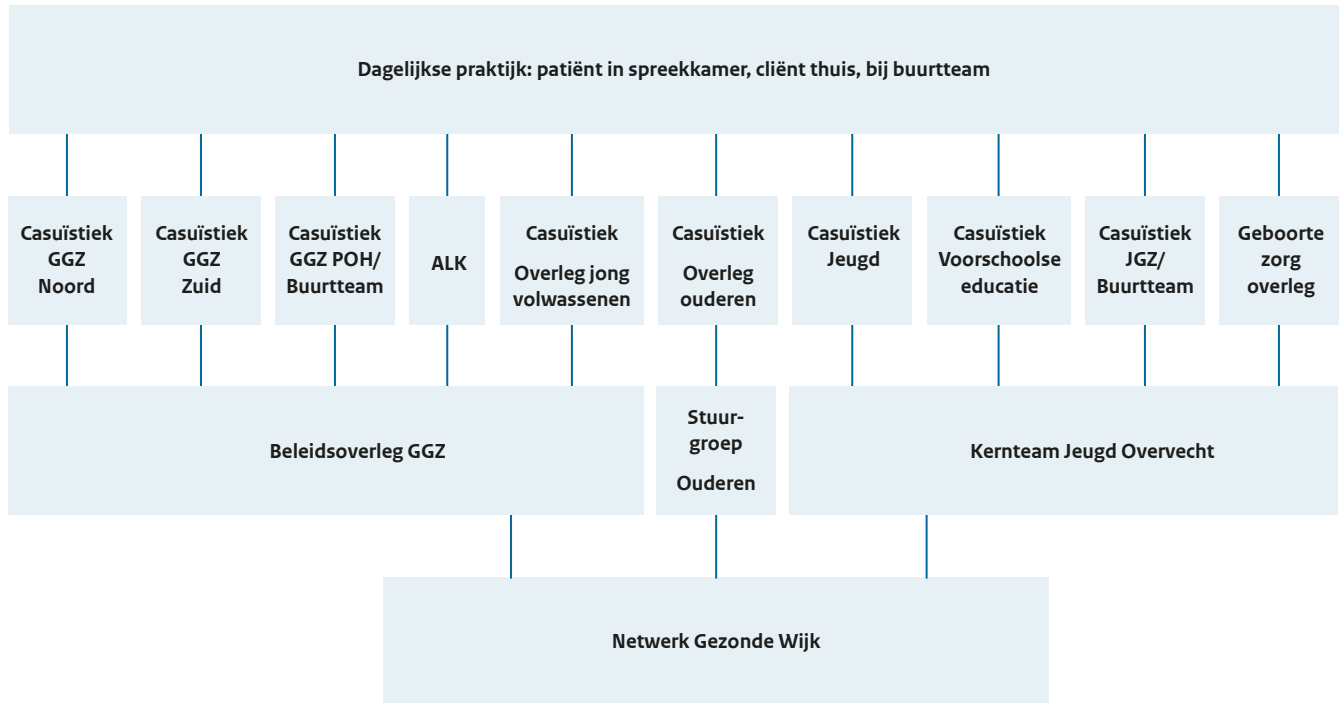 Dagelijkse praktijk: patiënt in spreekkamer, cliënt thuis, bij buurtteam
Casuïstiek
GGZ
Noord
Casuïstiek
GGZ
Zuid
Casuïstiek
GGZ POH/
Buurtteam
ALK
Casuïstiek
Overleg jong
volwassenen
Casuïstiek
Overleg
ouderen
Casuïstiek
Jeugd
Casuïstiek
Voorschoolse
educatie
Casuïstiek
JGZ/
Buurtteam
Geboorte
zorg
overleg
Beleidsoverleg GGZ
Stuur-
groep
Ouderen
Kernteam Jeugd Overvecht
Netwerk Gezonde Wijk